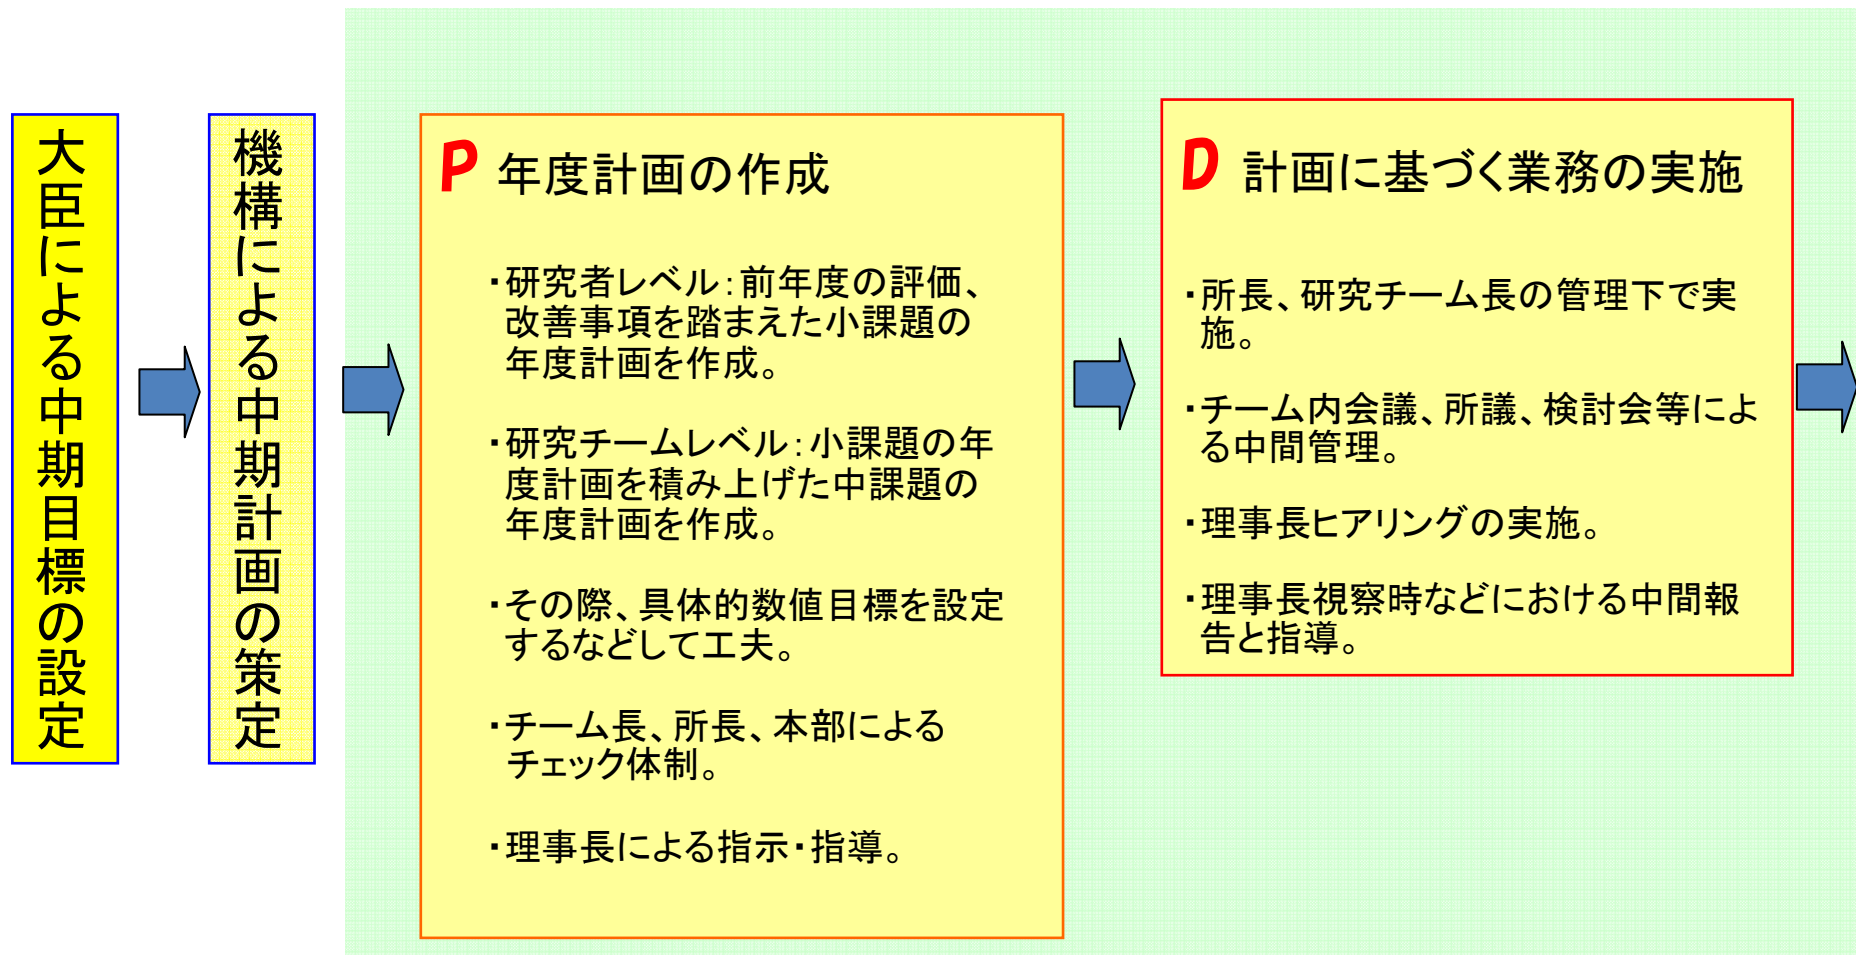 大臣による中期目標の設定
機構による中期計画の策定
P 年度計画の作成
・研究者レベル：前年度の評価、
改善事項を踏まえた小課題の
年度計画を作成。
・研究チームレベル：小課題の年
度計画を積み上げた中課題の
年度計画を作成。
・その際、具体的数値目標を設定
するなどして工夫。
・チーム長、所長、本部による
チェック体制。
・理事長による指示・指導。
D 計画に基づく業務の実施
・所長、研究チーム長の管理下で実
施。
・チーム内会議、所議、検討会等によ
る中間管理。
・理事長ヒアリングの実施。
・理事長視察時などにおける中間報
告と指導。